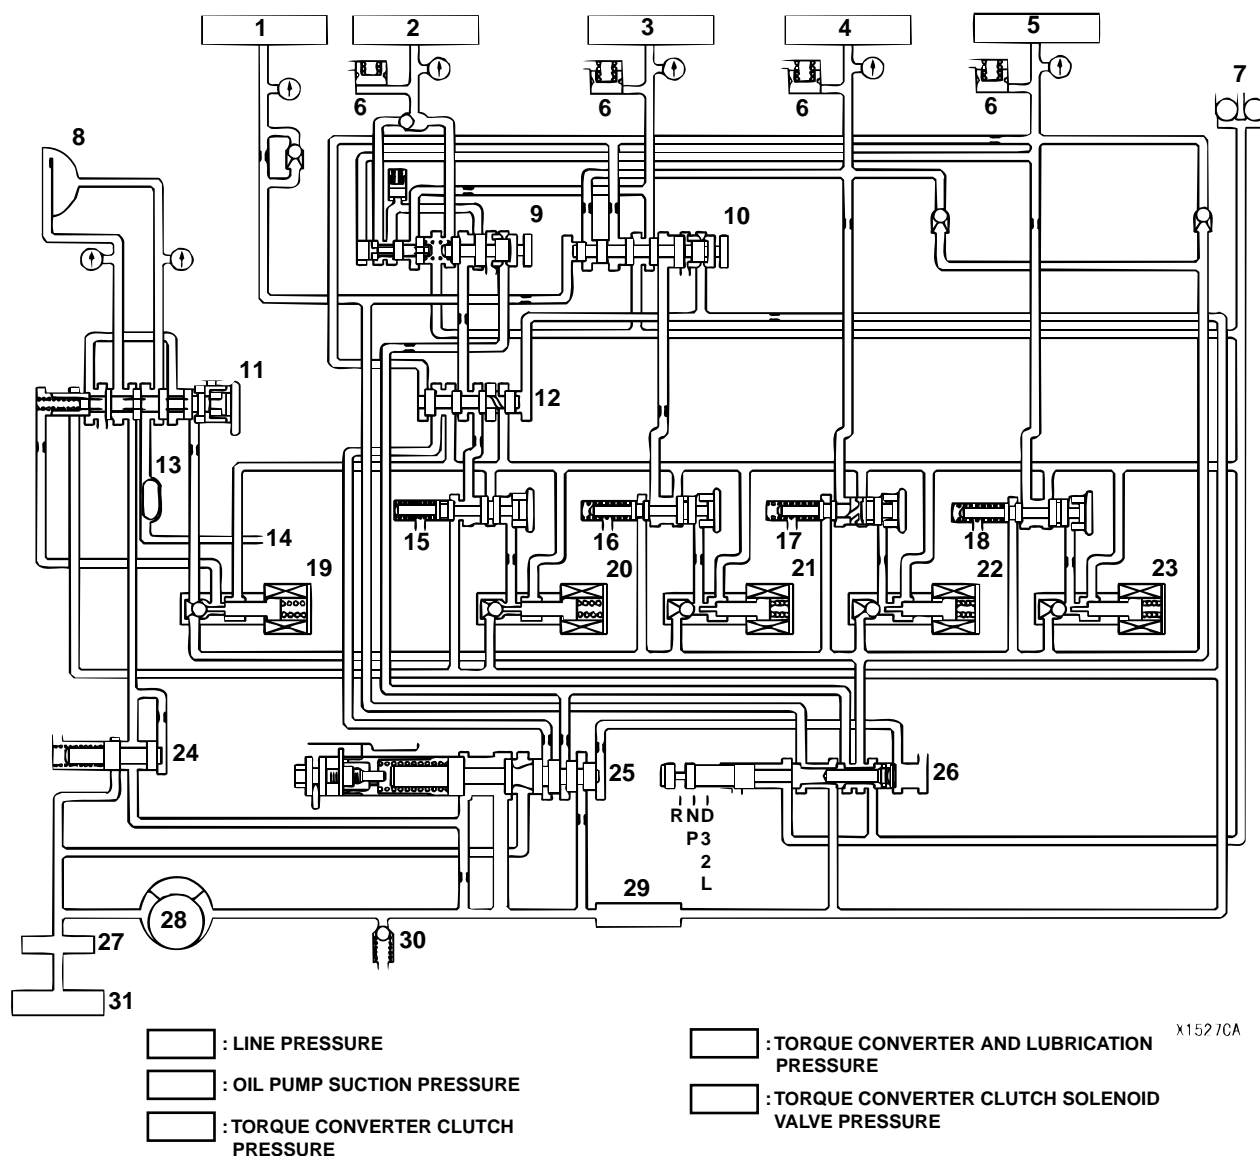 1
2
3
4
5
6
6
6
6
7
8
9
10
11
12
13
14
15
16
17
18
19
20
21
22
23
24
25
26
R N D
P 3
2
L
27
28
29
30
31
: LINE PRESSURE
: OIL PUMP SUCTION PRESSURE
: TORQUE CONVERTER CLUTCH
PRESSURE
: TORQUE CONVERTER AND LUBRICATION
PRESSURE
: TORQUE CONVERTER CLUTCH SOLENOID
VALVE PRESSURE
X1527CA